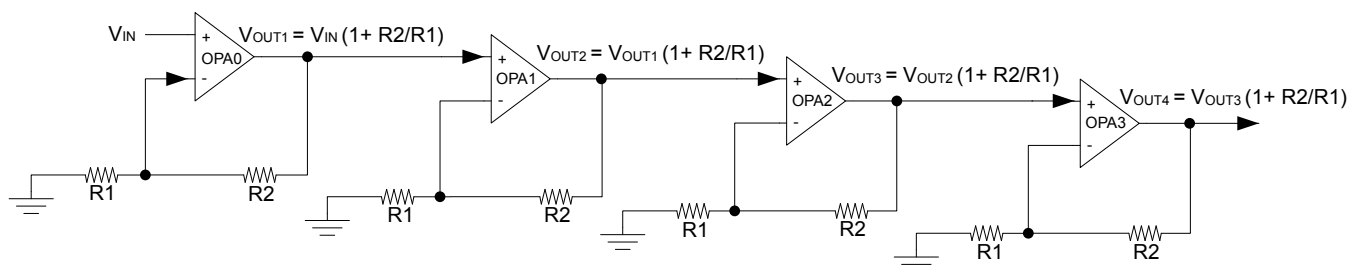 VIN
VOUT1 = VIN (1+ R2/R1)
OPA0
+
-
R1
R2
VOUT2 = VOUT1 (1+ R2/R1)
OPA1
+
-
R1
R2
VOUT3 = VOUT2 (1+ R2/R1)
OPA2
+
-
R1
R2
VOUT4 = VOUT3 (1+ R2/R1)
OPA3
+
-
R1
R2